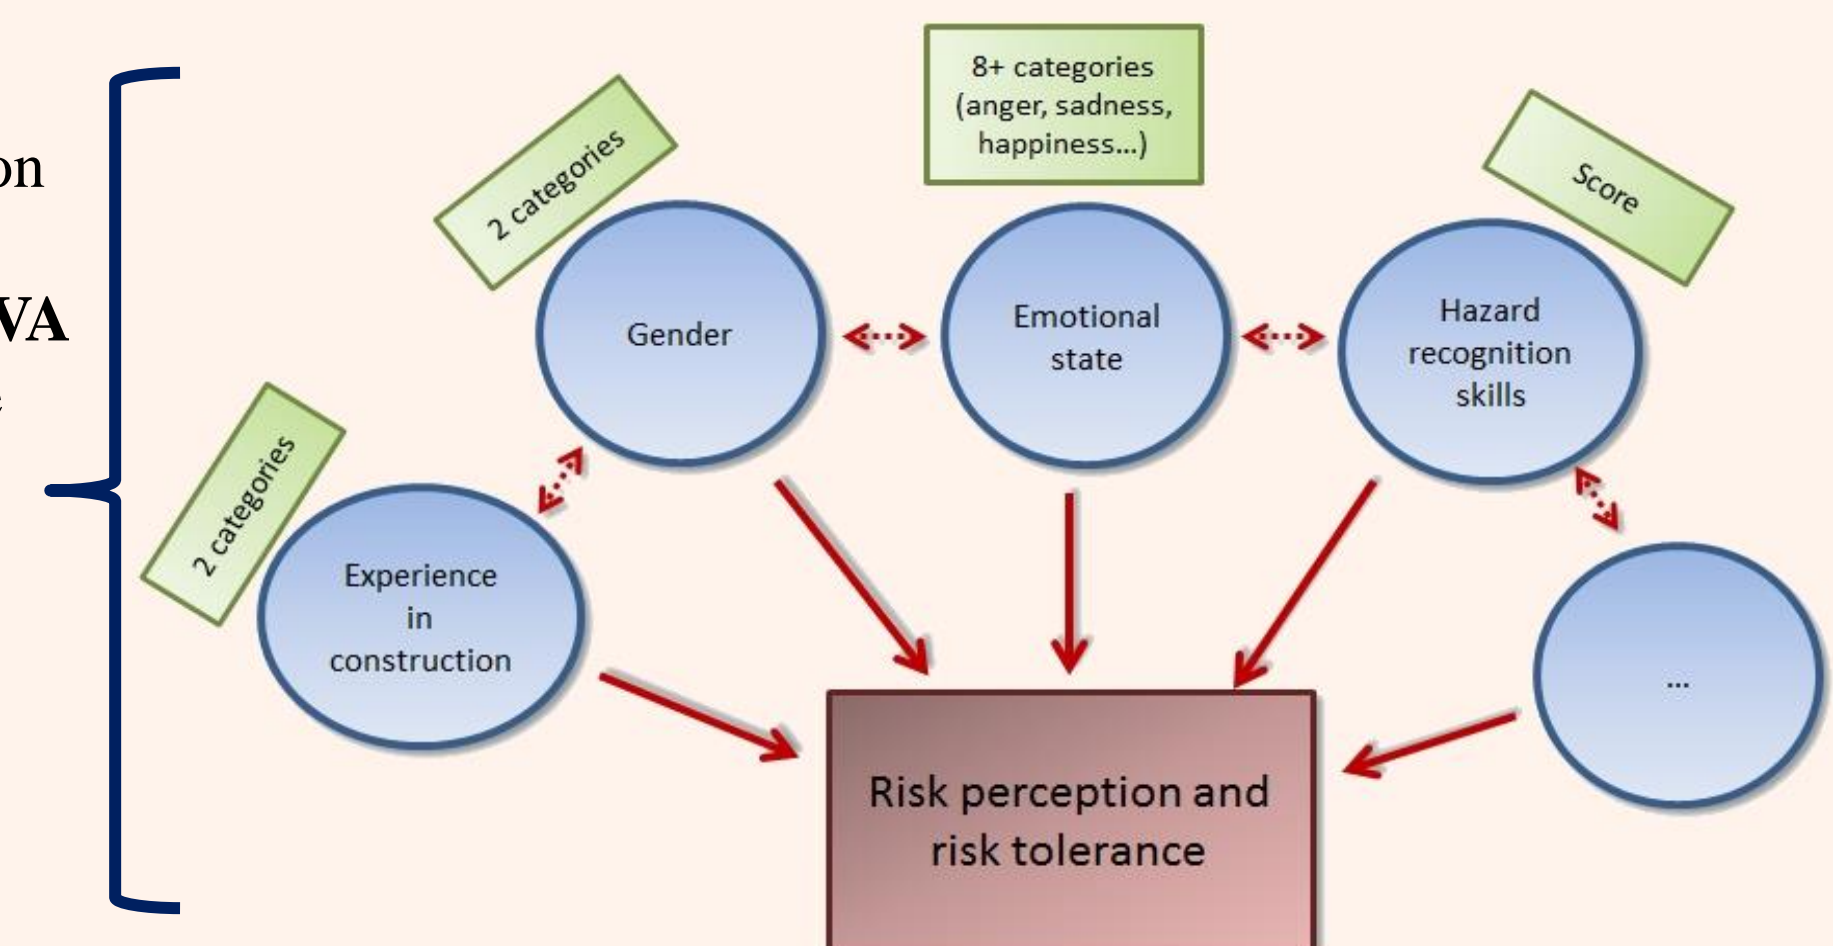 on
VA
8+ categories
(anger, sadness,
happiness...)
2 categories
Score
Gender
Emotional
state
Hazard
recognition
skills
2 categories
Experience
in
construction
...
Risk perception and
risk tolerance